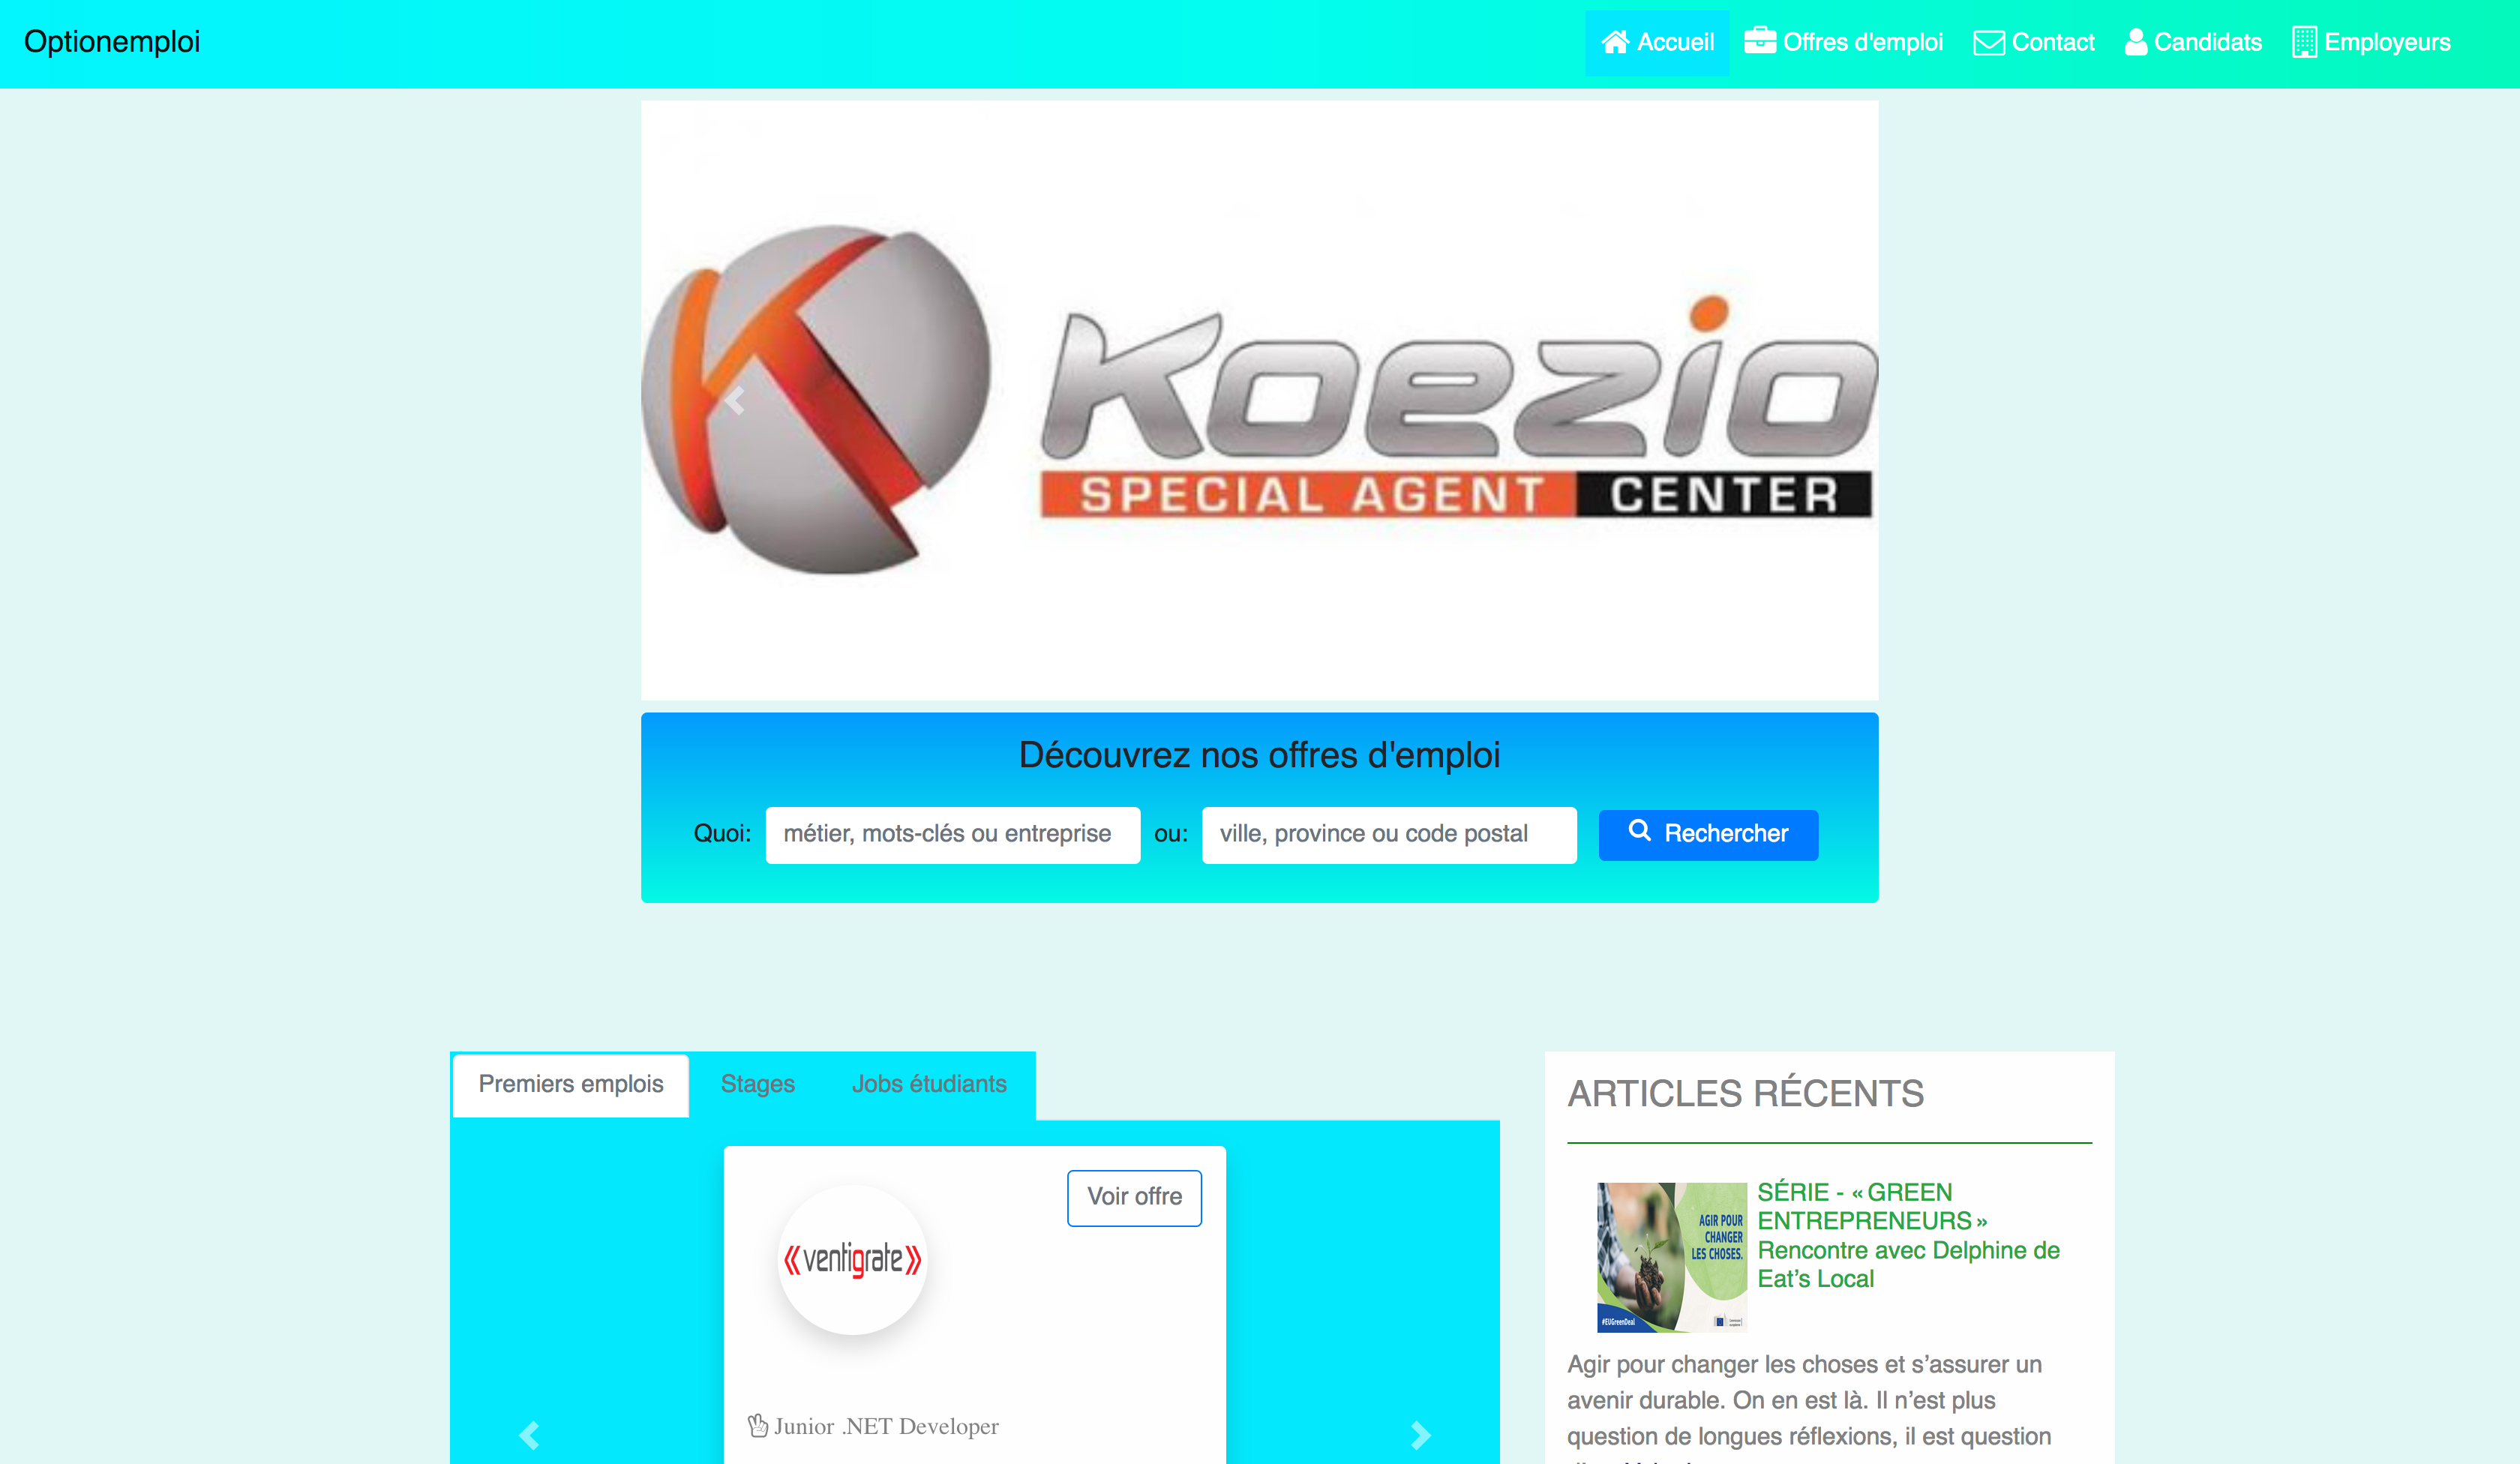 Optionemploi
Accueil
Offres d'emploi
Contact
Candidats
Employeurs
Koezio
SPECIAL AGENT CENTER
Découvrez nos offres d'emploi
Quoi:
métier, mots-clés ou entreprise
ou:
ville, province ou code postal
Rechercher
Premiers emplois
Stages
Jobs étudiants
Voir offre
ventigrate
Junior .NET Developer
ARTICLES RÉCENTS
AGIR POUR
CHANGER
LES CHOSES.
#EUGreenDeal
SÉRIE - « GREEN
ENTREPRENEURS »
Rencontre avec Delphine de
Eat’s Local
Agir pour changer les choses et s’assurer un
avenir durable. On en est là. Il n’est plus
question de longues réflexions, il est question